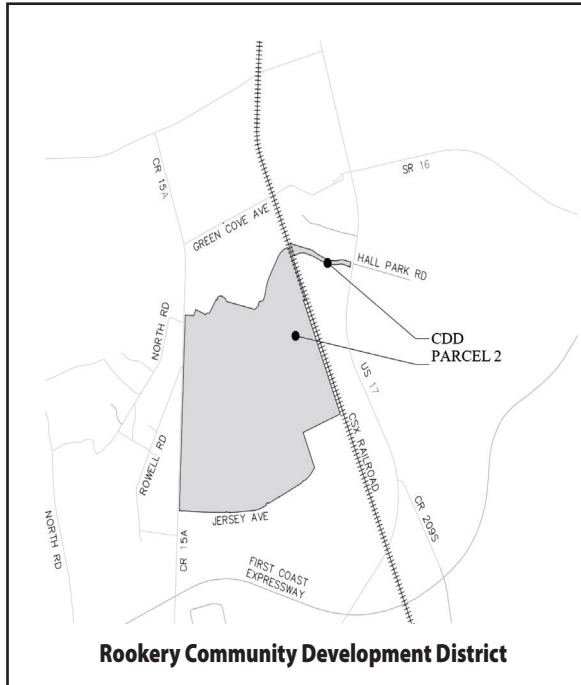 CR 15A
SR 16
GREEN COVE AVE
HALL PARK RD
NORTH RD
CDD
PARCEL 2
US 17
ROWELL RD
CSX RAILROAD
JERSEY AVE
CR 209S
NORTH RD
CR 15A
FIRST COAST
EXPRESSWAY
Rookery Community Development District